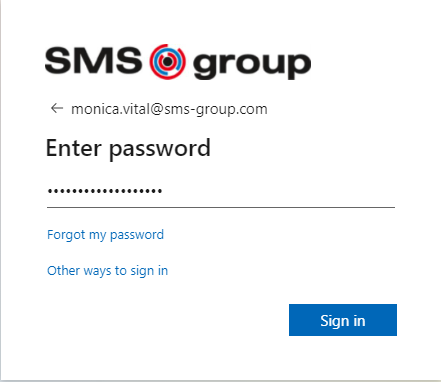 SMS group
← monica.vital@sms-group.com
Enter password
•••••••••••••••••••
Forgot my password
Other ways to sign in
Sign in